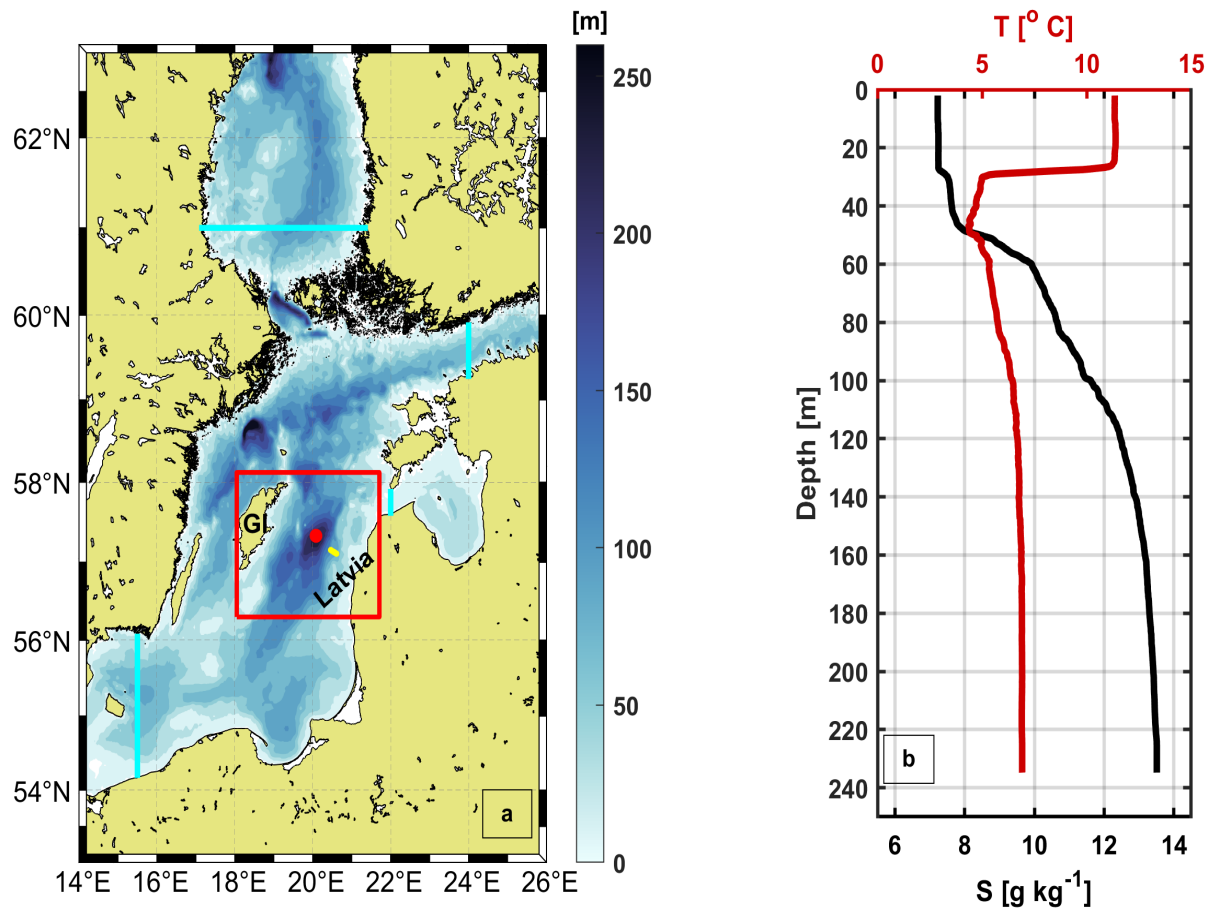 [m]
62°N
60°N
58°N
56°N
54°N
14°E 16°E 18°E 20°E 22°E 24°E 26°E
GI
Latvia
a
250
200
150
100
50
0
T [° C]
0 5 10 15
Depth [m]
0
20
40
60
80
100
120
140
160
180
200
220
240
b
6 8 10 12 14
S [g kg⁻¹]